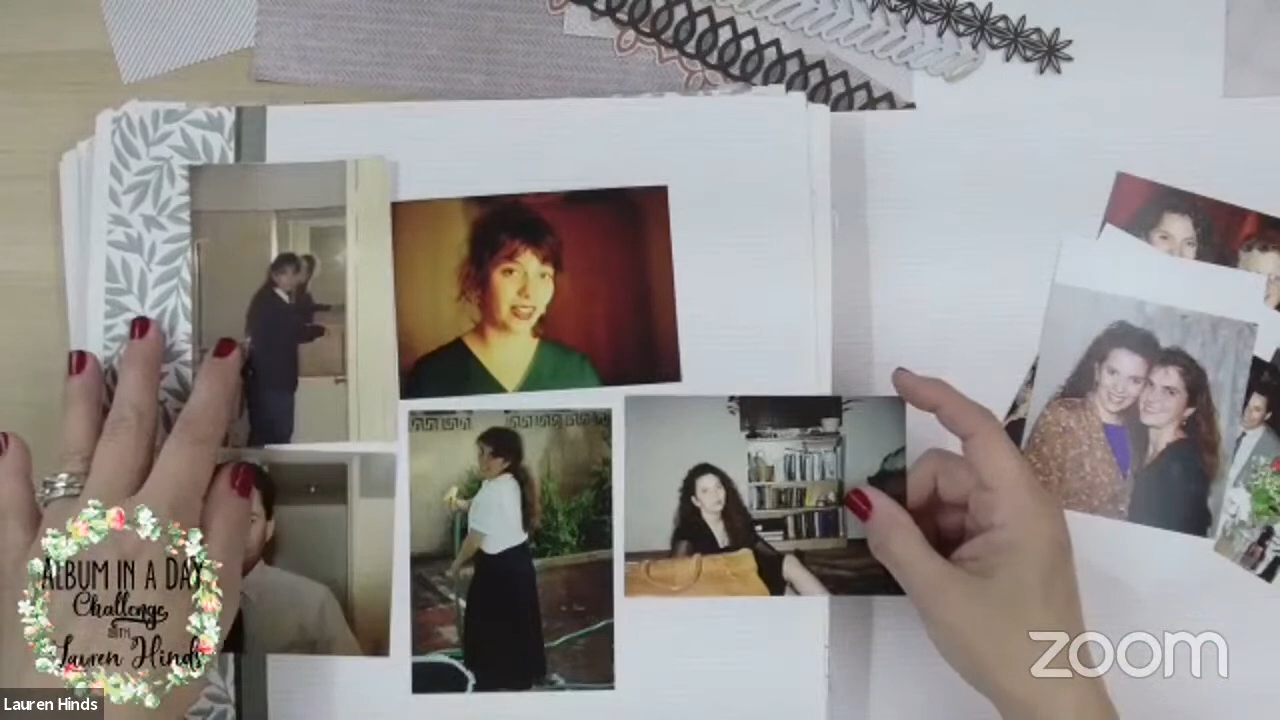 ALBUM IN A DAY
Challenge
WITH
Lauren Hinds
Lauren Hinds
zoom